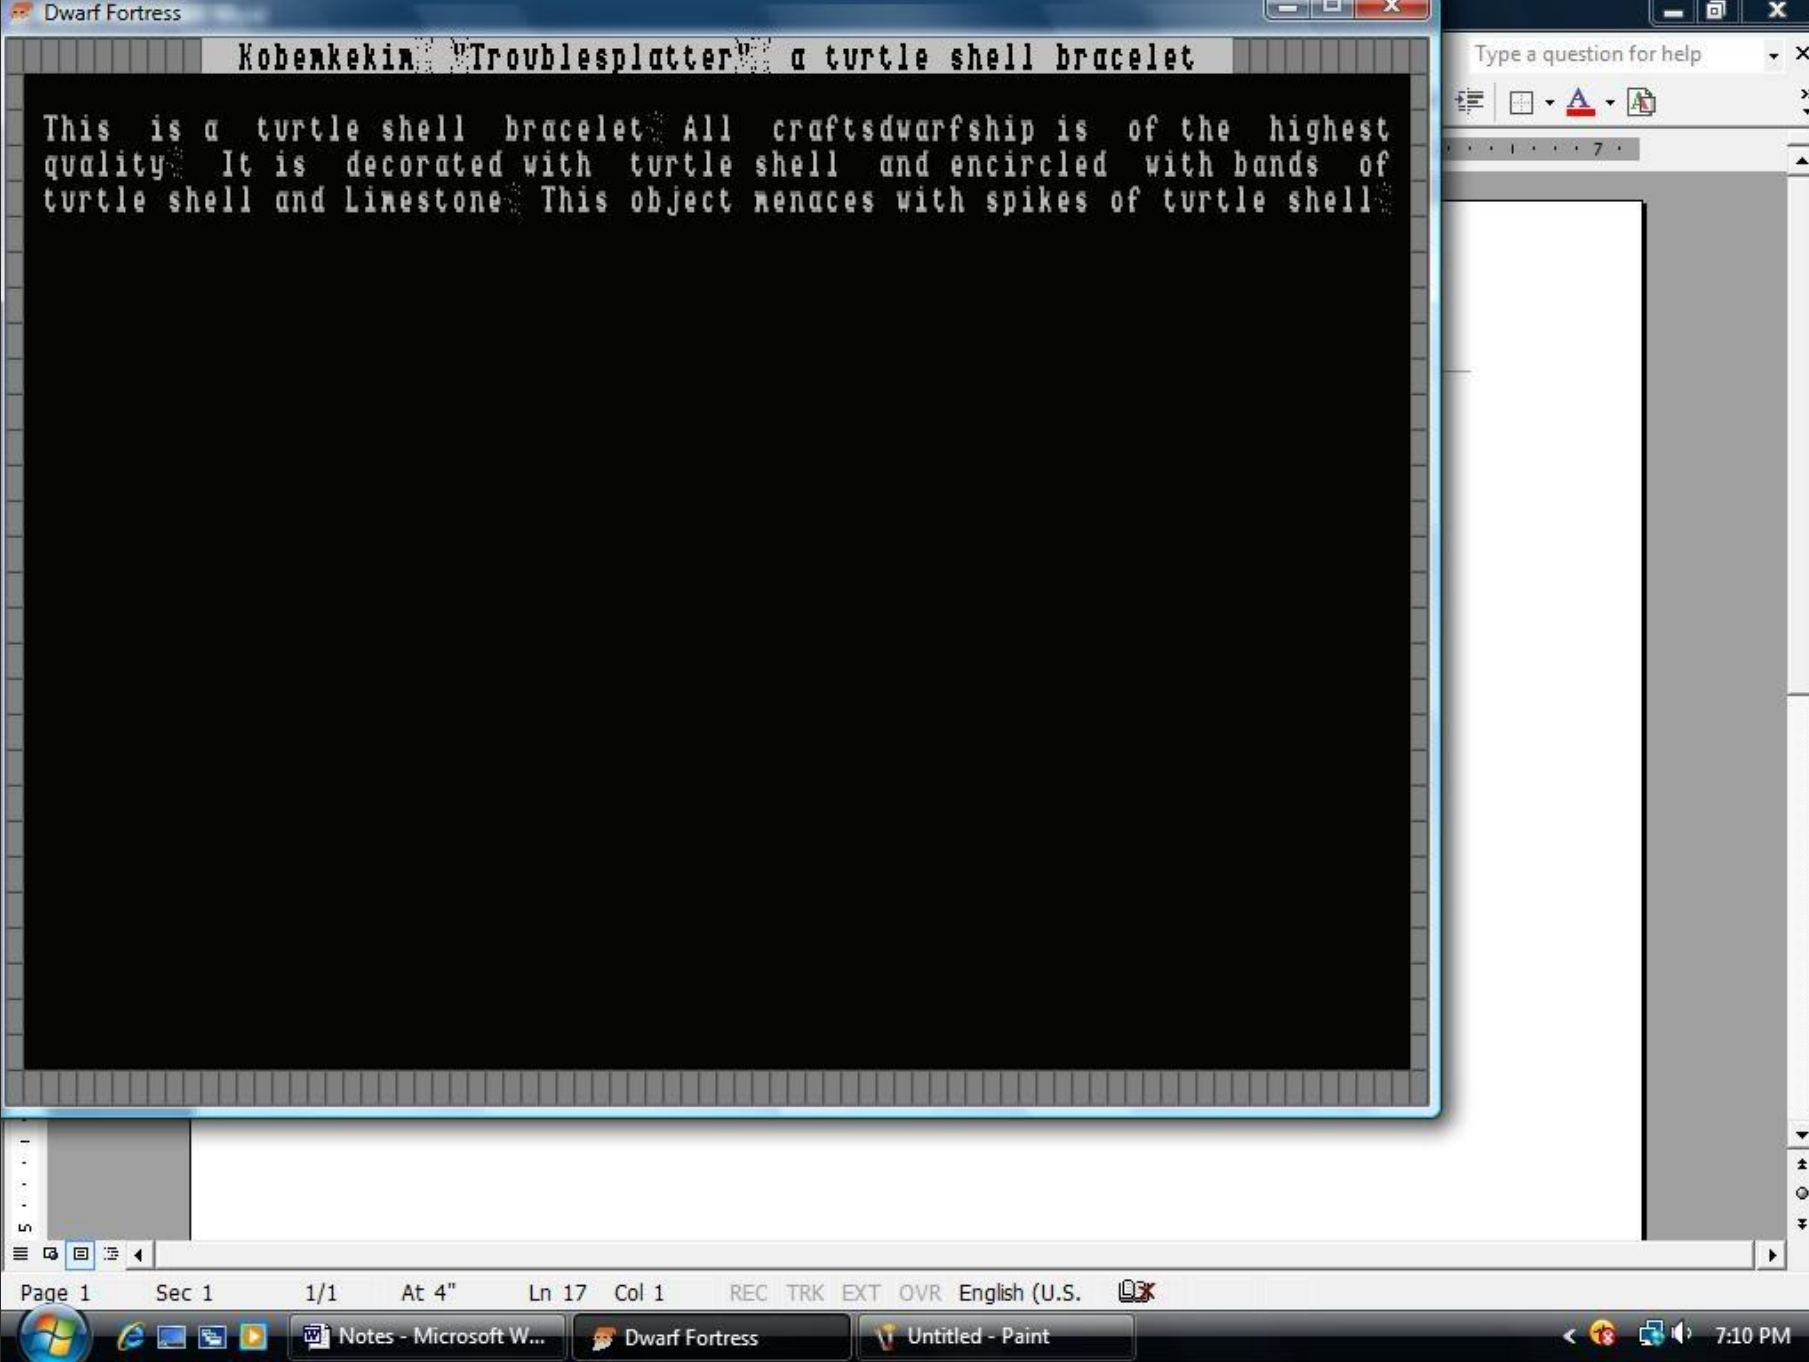 Dwarf Fortress
Kobemkekim "Troublesplatter" a turtle shell bracelet
Type a question for help
This is a turtle shell bracelet. All craftsdwarfship is of the highest
quality. It is decorated with turtle shell and encircled with bands of
turtle shell and Limestone. This object menaces with spikes of turtle shell.
7
5
Page 1 Sec 1 1/1 At 4" Ln 17 Col 1 REC TRK EXT OVR English (U.S.
Notes - Microsoft W... Dwarf Fortress Untitled - Paint 7:10 PM